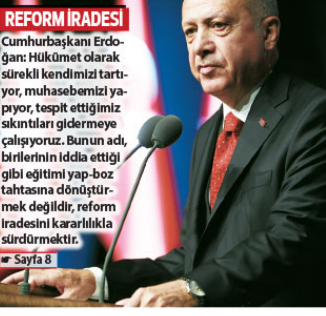 REFORM İRADESİ
Cumhurbaşkanı Erdo-
ğan: Hükûmet olarak
sürekli kendimizi tartı-
yor, muhasebemizi ya-
pıyor, tespit ettiğimiz
sıkıntıları gidermeye
çalışıyoruz. Bunun adı,
birilerinin iddia ettiği
gibi eğitimi yap-boz
tahtasına dönüştür-
mek değildir, reform
iradesini kararlılıkla
sürdürmektir.
☛ Sayfa 8